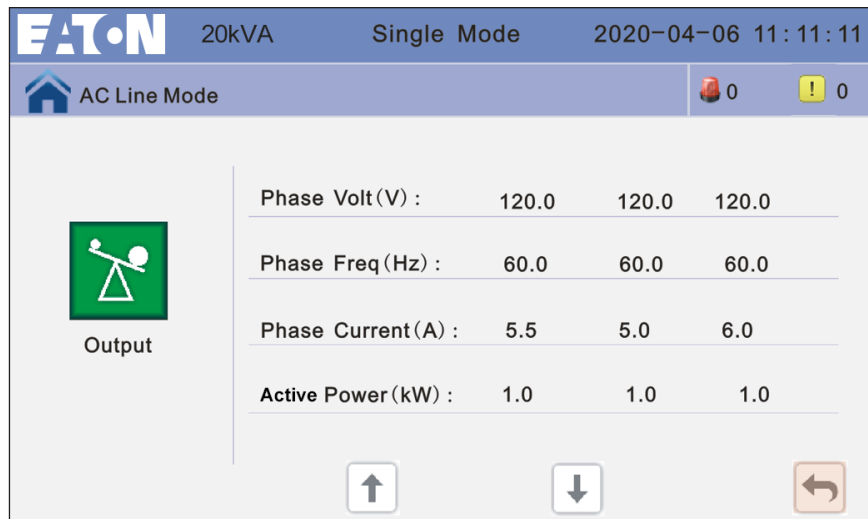 EATON 20kVA Single Mode 2020-04-06 11:11:11
AC Line Mode 0 ! 0
Phase Volt(V): 120.0 120.0 120.0
Phase Freq(Hz): 60.0 60.0 60.0
Phase Current(A): 5.5 5.0 6.0
Output
Active Power(kW): 1.0 1.0 1.0